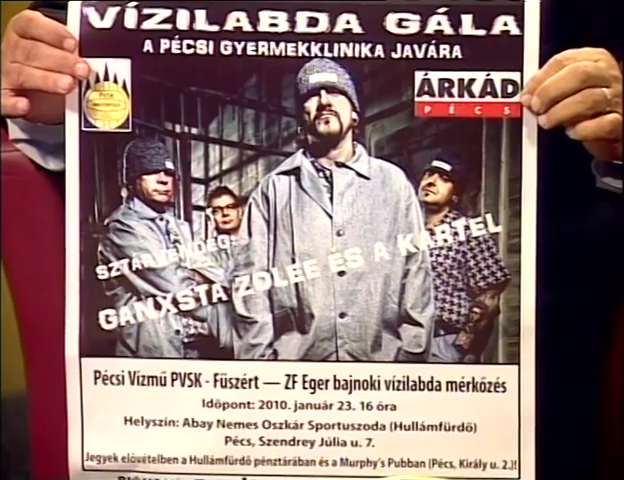 VÍZILABDA GÁLA
A PÉCSI GYERMEKKLINIKA JAVÁRA
ÁRKÁD
PÉCS
SZTÁRVENDÉG:
GANXSTA ZOLEE ÉS A KARTEL
Pécsi Vízmű PVSK - Fűszért — ZF Eger bajnoki vízilabda mérkőzés
Időpont: 2010. január 23. 16 óra
Helyszín: Abay Nemes Oszkár Sportuszoda (Hullámfürdő)
Pécs, Szendrey Júlia u. 7.
Jegyek elővételben a Hullámfürdő pénztárában és a Murphy's Pubban (Pécs, Király u. 2.)!